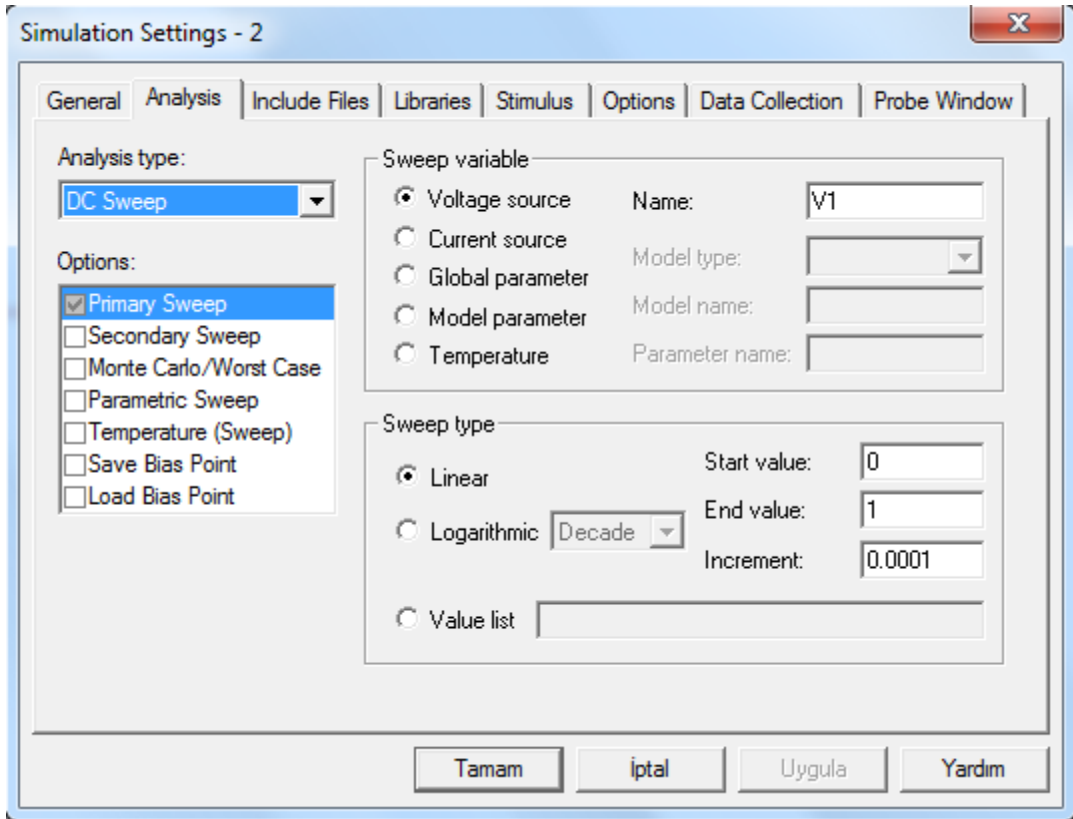 Simulation Settings - 2
General Analysis Include Files Libraries Stimulus Options Data Collection Probe Window
Analysis type:
DC Sweep
Options:
Primary Sweep
Secondary Sweep
Monte Carlo/Worst Case
Parametric Sweep
Temperature (Sweep)
Save Bias Point
Load Bias Point
Sweep variable
Voltage source
Current source
Global parameter
Model parameter
Temperature
Name: V1
Model type:
Model name:
Parameter name:
Sweep type
Linear
Logarithmic Decade
Start value: 0
End value: 1
Increment: 0.0001
Value list
Tamam İptal Uygula Yardım